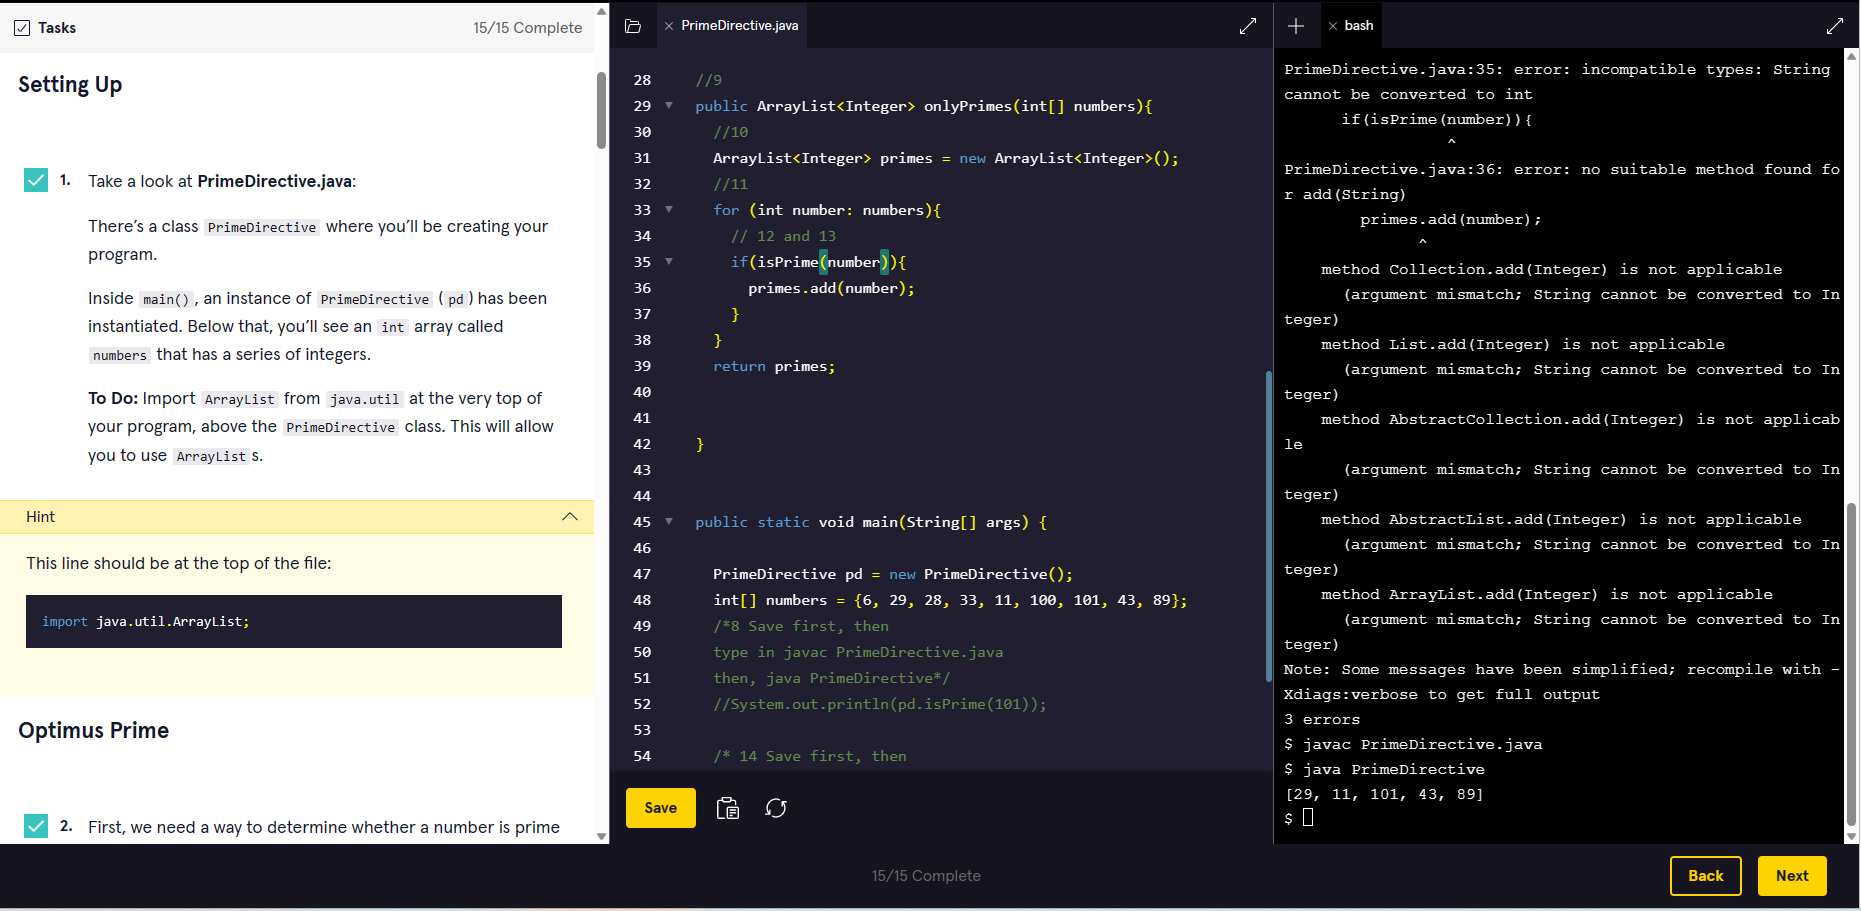 Tasks
15/15 Complete
Setting Up
1. Take a look at PrimeDirective.java:
There's a class PrimeDirective where you'll be creating your
program.
Inside main() , an instance of PrimeDirective ( pd ) has been
instantiated. Below that, you'll see an int array called
numbers that has a series of integers.
To Do: Import ArrayList from java.util at the very top of
your program, above the PrimeDirective class. This will allow
you to use ArrayList s.
Hint
This line should be at the top of the file:
import java.util.ArrayList;
Optimus Prime
2. First, we need a way to determine whether a number is prime
PrimeDirective.java
28 //9
29 public ArrayList<Integer> onlyPrimes(int[] numbers){
30 //10
31 ArrayList<Integer> primes = new ArrayList<Integer>();
32 //11
33 for (int number: numbers){
34 // 12 and 13
35 if(isPrime(number)){
36 primes.add(number);
37 }
38 }
39 return primes;
40
41
42 }
43
44
45 public static void main(String[] args) {
46
47 PrimeDirective pd = new PrimeDirective();
48 int[] numbers = {6, 29, 28, 33, 11, 100, 101, 43, 89};
49 /*8 Save first, then
50 type in javac PrimeDirective.java
51 then, java PrimeDirective*/
52 //System.out.println(pd.isPrime(101));
53
54 /* 14 Save first, then
Save
bash
PrimeDirective.java:35: error: incompatible types: String
cannot be converted to int
if(isPrime(number)){
^
PrimeDirective.java:36: error: no suitable method found fo
r add(String)
primes.add(number);
^
method Collection.add(Integer) is not applicable
(argument mismatch; String cannot be converted to In
teger)
method List.add(Integer) is not applicable
(argument mismatch; String cannot be converted to In
teger)
method AbstractCollection.add(Integer) is not applicab
le
(argument mismatch; String cannot be converted to In
teger)
method AbstractList.add(Integer) is not applicable
(argument mismatch; String cannot be converted to In
teger)
method ArrayList.add(Integer) is not applicable
(argument mismatch; String cannot be converted to In
teger)
Note: Some messages have been simplified; recompile with -
Xdiags:verbose to get full output
3 errors
$ javac PrimeDirective.java
$ java PrimeDirective
[29, 11, 101, 43, 89]
$
15/15 Complete
Back
Next